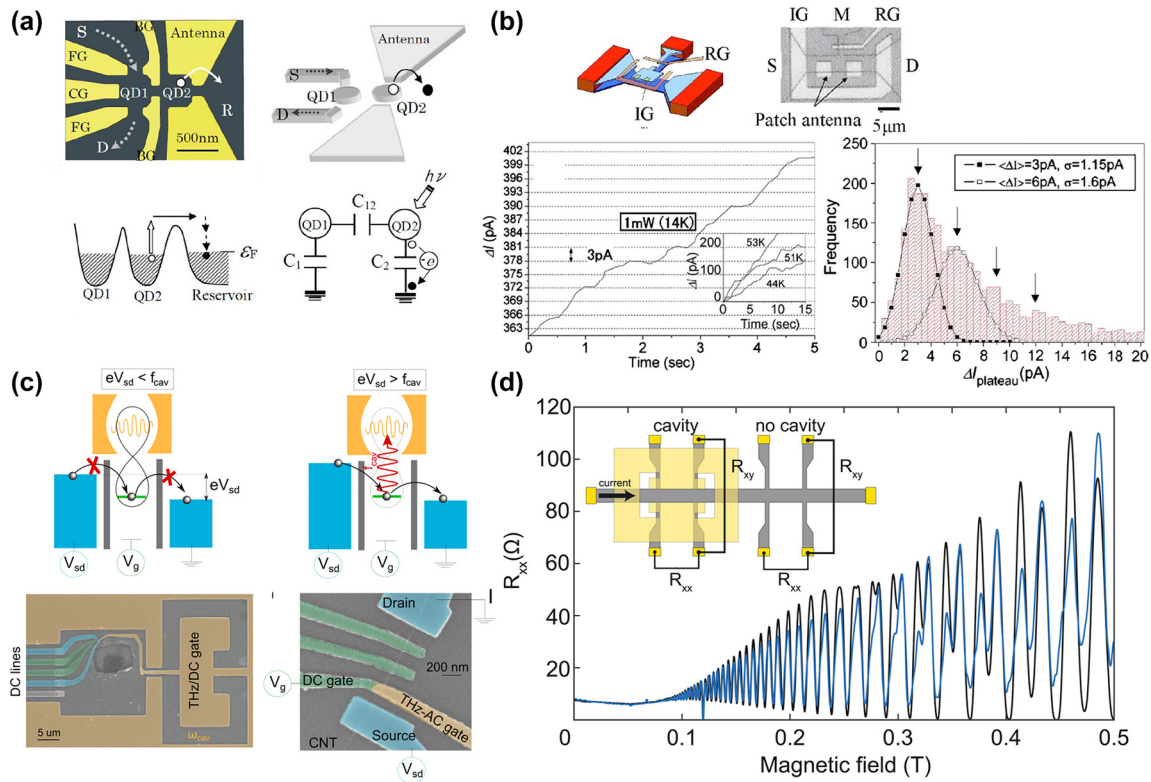 (a)
S
BG
Antenna
FG
CG
QD1
QD2
FG
R
D
500nm
BG
Antenna
S
QD1
D
QD2
QD1
QD2
Reservoir
εF
hν
C12
QD1
QD2
C1
C2
e
(b)
RG
IG
IG M RG
S
D
Patch antenna
5μm
402
399
396
393
390
387
384
381
378
375
372
369
366
363
ΔI (pA)
1mW (14K)
3pA
200
100
0
Δi (pA)
53K
51K
44K
0 5 10 15
Time (sec)
0 1 2 3 4 5
Time (sec)
<ΔI>=3pA, σ=1.15pA
<ΔI>=6pA, σ=1.6pA
250
200
150
100
50
0
Frequency
0 2 4 6 8 10 12 14 16 18 20
ΔIplateau(pA)
(c)
eVsd < fcav
eVsd
Vsd
Vg
eVsd > fcav
fcav
Vsd
Vg
DC lines
THz/DC gate
5 um
ωcav
Drain
I
200 nm
Vg
DC gate
THz-AC gate
Source
CNT
Vsd
(d)
120
100
80
60
40
20
0
Rxx(Ω)
cavity
no cavity
current
Rxy
Rxy
Rxx
Rxx
0 0.1 0.2 0.3 0.4 0.5
Magnetic field (T)